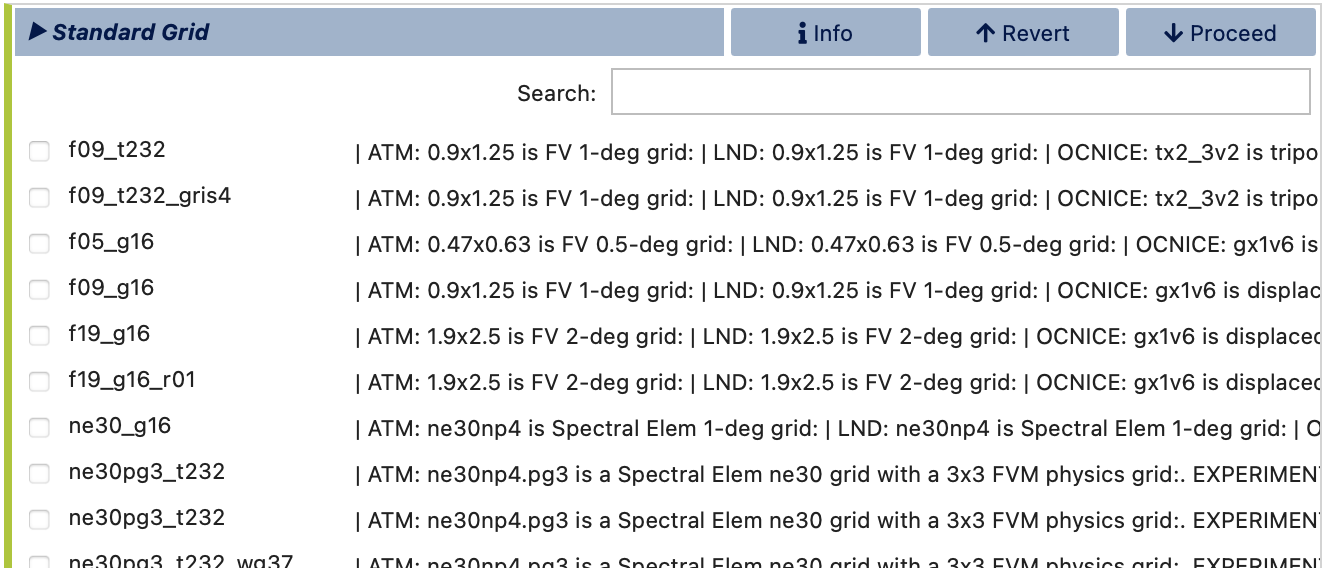 Standard Grid Info Revert Proceed
Search:
f09_t232 | ATM: 0.9x1.25 is FV 1-deg grid: | LND: 0.9x1.25 is FV 1-deg grid: | OCNICE: tx2_3v2 is tripo
f09_t232_gris4 | ATM: 0.9x1.25 is FV 1-deg grid: | LND: 0.9x1.25 is FV 1-deg grid: | OCNICE: tx2_3v2 is tripo
f05_g16 | ATM: 0.47x0.63 is FV 0.5-deg grid: | LND: 0.47x0.63 is FV 0.5-deg grid: | OCNICE: gx1v6 is
f09_g16 | ATM: 0.9x1.25 is FV 1-deg grid: | LND: 0.9x1.25 is FV 1-deg grid: | OCNICE: gx1v6 is displac
f19_g16 | ATM: 1.9x2.5 is FV 2-deg grid: | LND: 1.9x2.5 is FV 2-deg grid: | OCNICE: gx1v6 is displaced
f19_g16_r01 | ATM: 1.9x2.5 is FV 2-deg grid: | LND: 1.9x2.5 is FV 2-deg grid: | OCNICE: gx1v6 is displaced
ne30_g16 | ATM: ne30np4 is Spectral Elem 1-deg grid: | LND: ne30np4 is Spectral Elem 1-deg grid: | O
ne30pg3_t232 | ATM: ne30np4.pg3 is a Spectral Elem ne30 grid with a 3x3 FVM physics grid:. EXPERIMEN
ne30pg3_t232 | ATM: ne30np4.pg3 is a Spectral Elem ne30 grid with a 3x3 FVM physics grid:. EXPERIMEN
ne30pg3_t232_wg37 | ATM: ne30np4.pg3 is a Spectral Elem ne30 grid with a 3x3 FVM physics grid:. EXPERIMEN